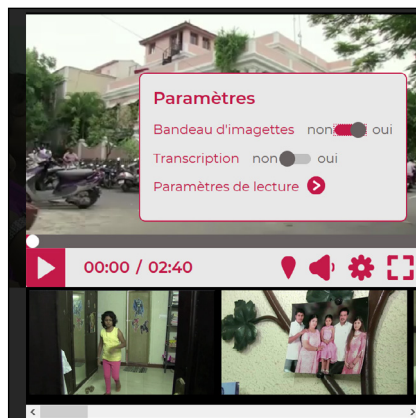 Paramètres
Bandeau d'imagettes non oui
Transcription non oui
Paramètres de lecture
00:00 / 02:40